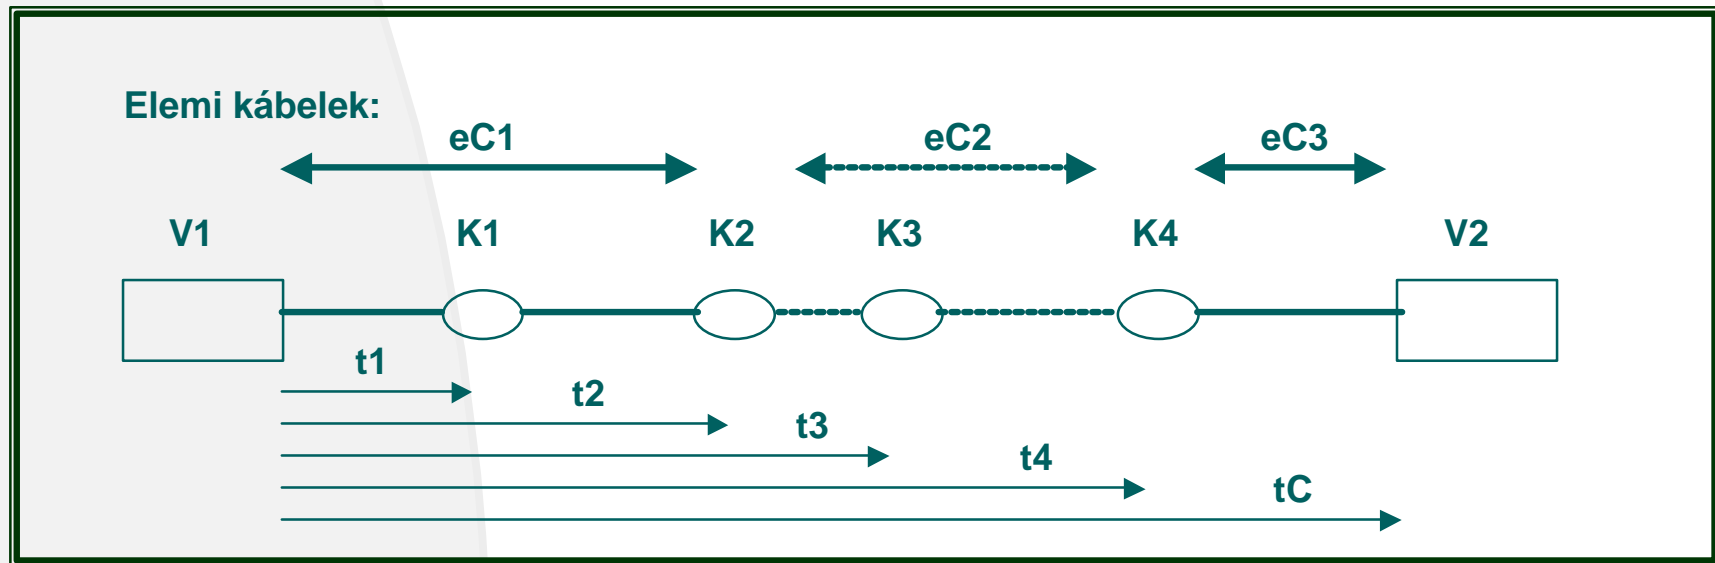 Elemi kábelek:
eC1 eC2 eC3
V1 K1 K2 K3 K4 V2
t1
t2
t3
t4
tC